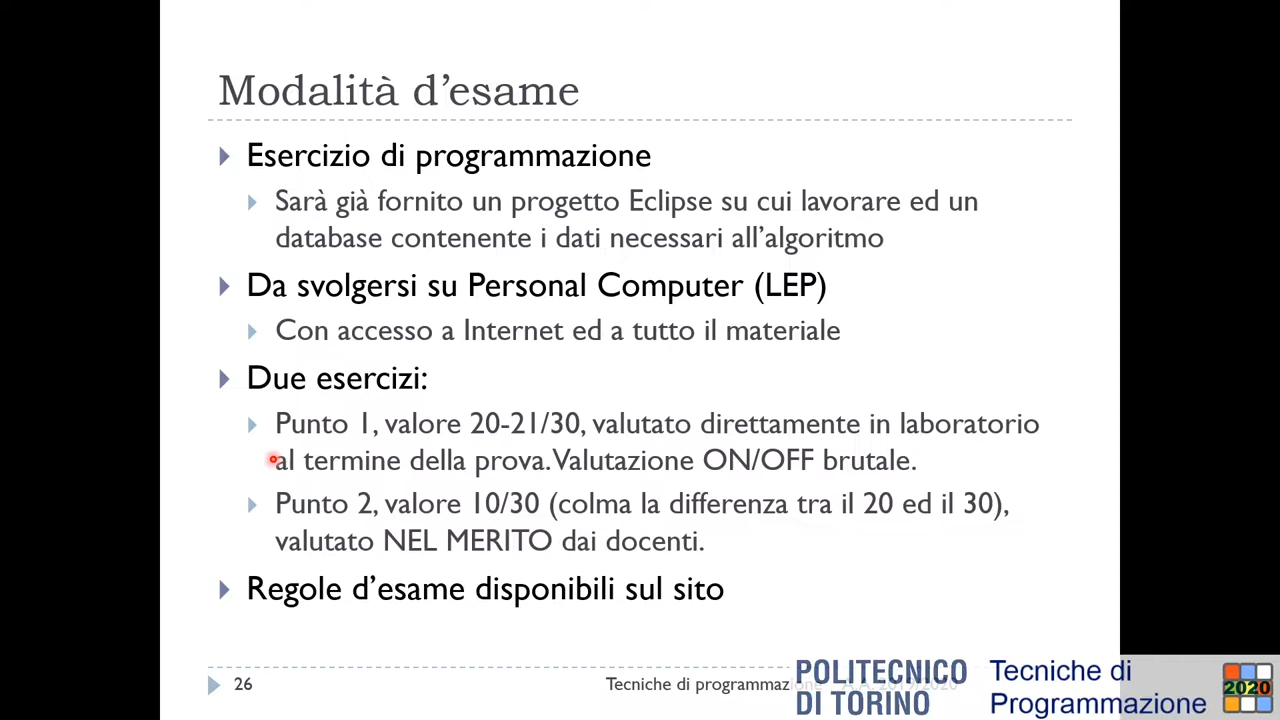 Modalità d'esame
Esercizio di programmazione
Sarà già fornito un progetto Eclipse su cui lavorare ed un
database contenente i dati necessari all'algoritmo
Da svolgersi su Personal Computer (LEP)
Con accesso a Internet ed a tutto il materiale
Due esercizi:
Punto 1, valore 20-21/30, valutato direttamente in laboratorio
al termine della prova. Valutazione ON/OFF brutale.
Punto 2, valore 10/30 (colma la differenza tra il 20 ed il 30),
valutato NEL MERITO dai docenti.
Regole d'esame disponibili sul sito
26
Tecniche di programmazione A.A. 2019/2020
POLITECNICO
DI TORINO
Tecniche di
Programmazione
2020